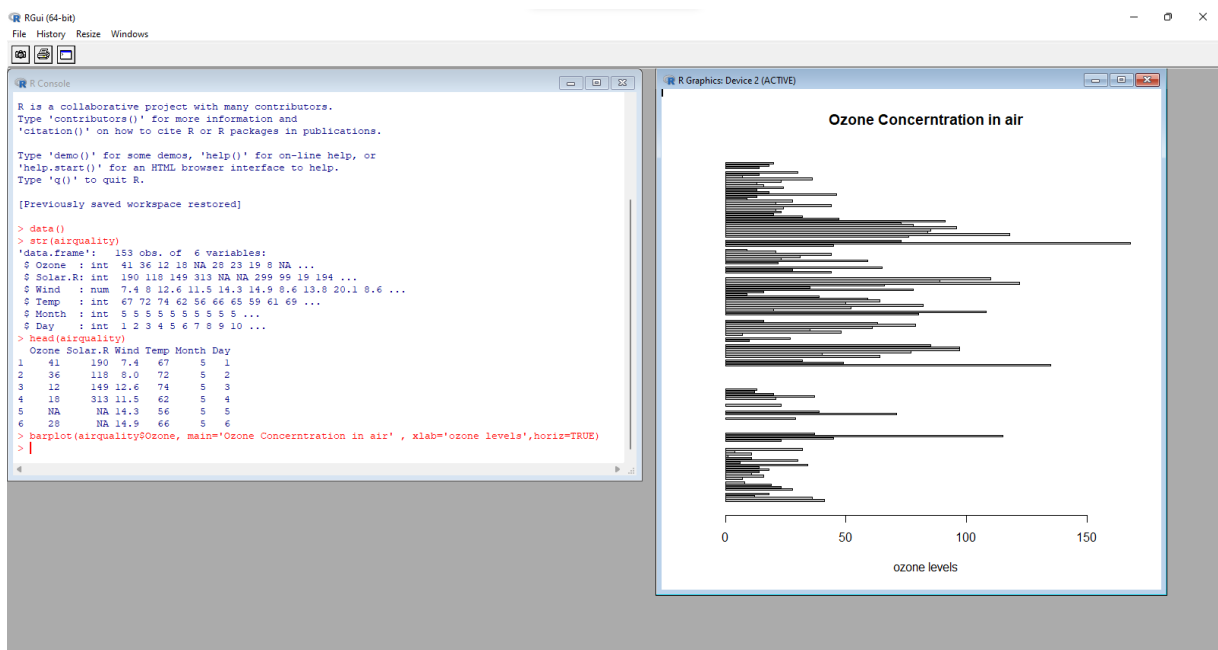 RGui (64-bit)
File History Resize Windows
R Console
R is a collaborative project with many contributors.
Type 'contributors()' for more information and
'citation()' on how to cite R or R packages in publications.
Type 'demo()' for some demos, 'help()' for on-line help, or
'help.start()' for an HTML browser interface to help.
Type 'q()' to quit R.
[Previously saved workspace restored]
> data()
> str(airquality)
'data.frame':   153 obs. of  6 variables:
 $ Ozone  : int  41 36 12 18 NA 28 23 19 8 NA ...
 $ Solar.R: int  190 118 149 313 NA NA 299 99 19 194 ...
 $ Wind   : num  7.4 8 12.6 11.5 14.3 14.9 8.6 13.8 20.1 8.6 ...
 $ Temp   : int  67 72 74 62 56 66 65 59 61 69 ...
 $ Month  : int  5 5 5 5 5 5 5 5 5 5 ...
 $ Day    : int  1 2 3 4 5 6 7 8 9 10 ...
> head(airquality)
  Ozone Solar.R Wind Temp Month Day
1    41     190  7.4   67     5   1
2    36     118  8.0   72     5   2
3    12     149 12.6   74     5   3
4    18     313 11.5   62     5   4
5    NA      NA 14.3   56     5   5
6    28      NA 14.9   66     5   6
> barplot(airquality$Ozone, main='Ozone Concerntration in air' , xlab='ozone levels',horiz=TRUE)
>
R Graphics: Device 2 (ACTIVE)
Ozone Concerntration in air
0 50 100 150
ozone levels